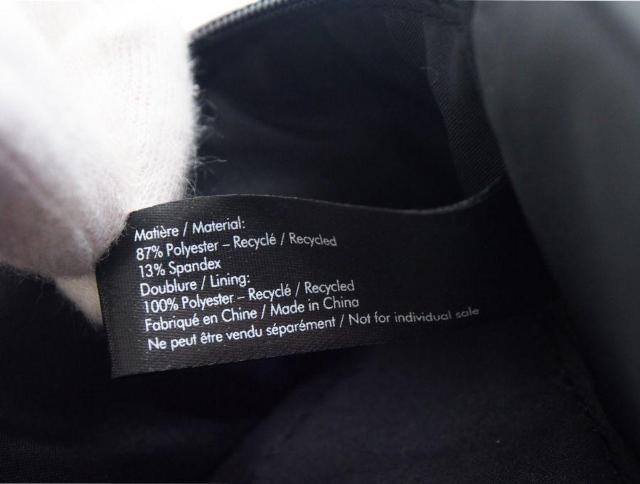 Matière / Material:
87% Polyester – Recyclé / Recycled
13% Spandex
Doublure / Lining:
100% Polyester – Recyclé / Recycled
Fabriqué en Chine / Made in China
Ne peut être vendu séparément / Not for individual sale